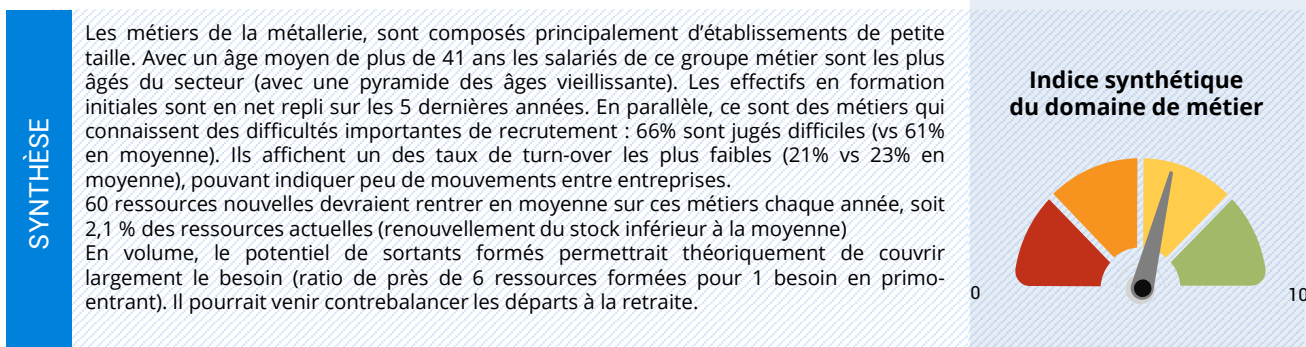 SYNTHÈSE
Les métiers de la métallerie, sont composés principalement d'établissements de petite
taille. Avec un âge moyen de plus de 41 ans les salariés de ce groupe métier sont les plus
âgés du secteur (avec une pyramide des âges vieillissante). Les effectifs en formation
initiales sont en net repli sur les 5 dernières années. En parallèle, ce sont des métiers qui
connaissent des difficultés importantes de recrutement : 66% sont jugés difficiles (vs 61%
en moyenne). Ils affichent un des taux de turn-over les plus faibles (21% vs 23% en
moyenne), pouvant indiquer peu de mouvements entre entreprises.
60 ressources nouvelles devraient rentrer en moyenne sur ces métiers chaque année, soit
2,1 % des ressources actuelles (renouvellement du stock inférieur à la moyenne)
En volume, le potentiel de sortants formés permettrait théoriquement de couvrir
largement le besoin (ratio de près de 6 ressources formées pour 1 besoin en primo-
entrant). Il pourrait venir contrebalancer les départs à la retraite.
Indice synthétique
du domaine de métier
0
10